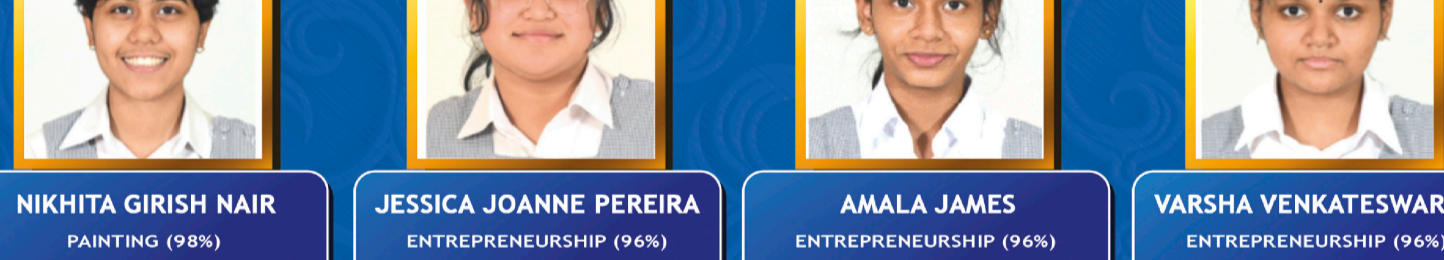 NIKHITA GIRISH NAIR
PAINTING (98%)
JESSICA JOANNE PEREIRA
ENTREPRENEURSHIP (96%)
AMALA JAMES
ENTREPRENEURSHIP (96%)
VARSHA VENKATESWAR
ENTREPRENEURSHIP (96%)